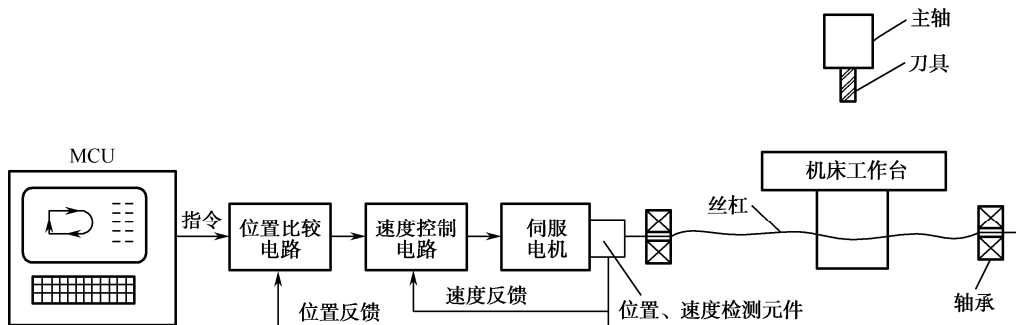 主轴
刀具
MCU
机床工作台
指令
位置比较
电路
速度控制
电路
伺服
电机
丝杠
位置反馈
速度反馈
位置、速度检测元件
轴承